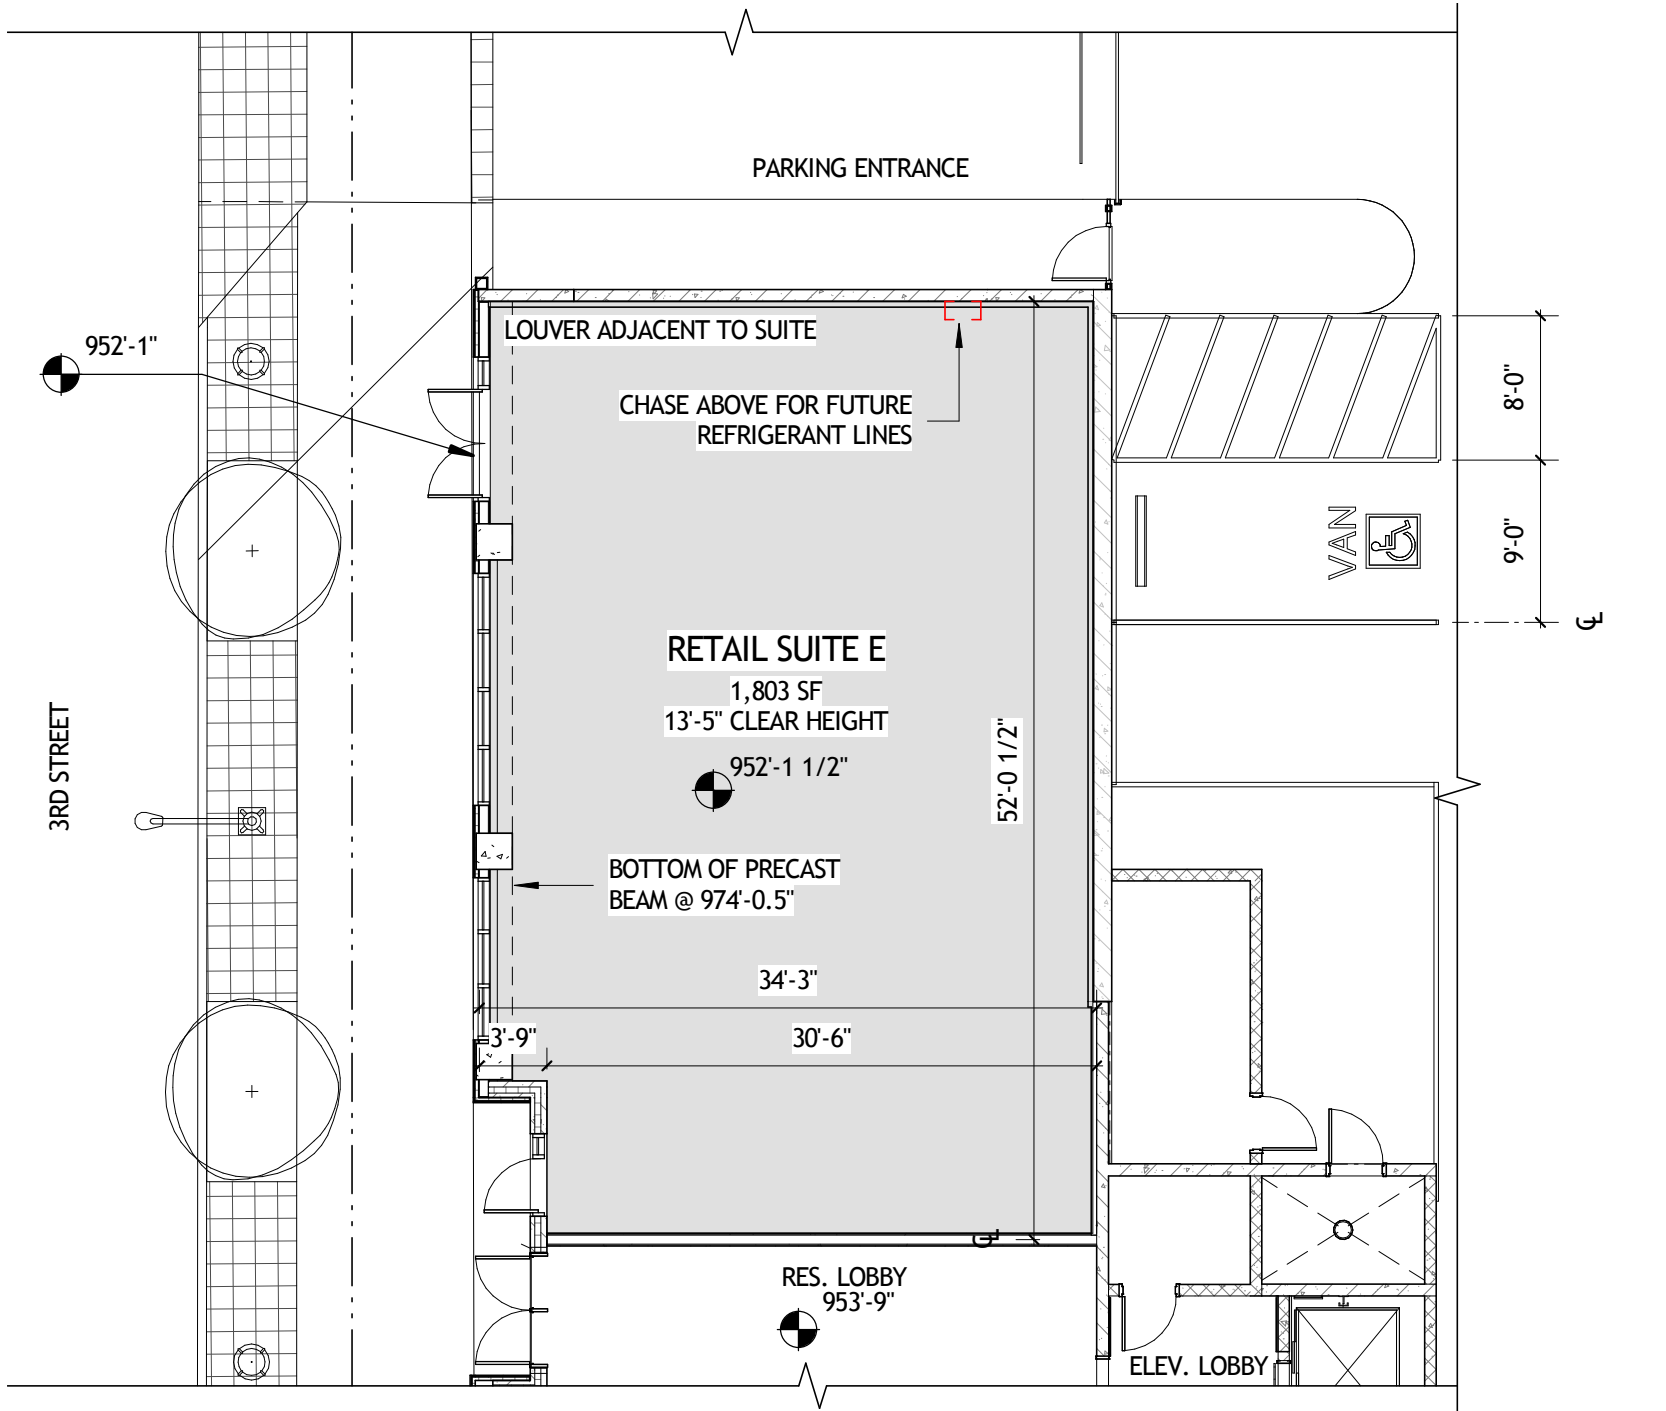 PARKING ENTRANCE
LOUVER ADJACENT TO SUITE
952'-1"
CHASE ABOVE FOR FUTURE
REFRIGERANT LINES
8'-0"
9'-0"
VAN
CL
RETAIL SUITE E
1,803 SF
13'-5" CLEAR HEIGHT
952'-1 1/2"
52'-0 1/2"
3RD STREET
BOTTOM OF PRECAST
BEAM @ 974'-0.5"
34'-3"
3'-9"
30'-6"
CL
RES. LOBBY
953'-9"
ELEV. LOBBY